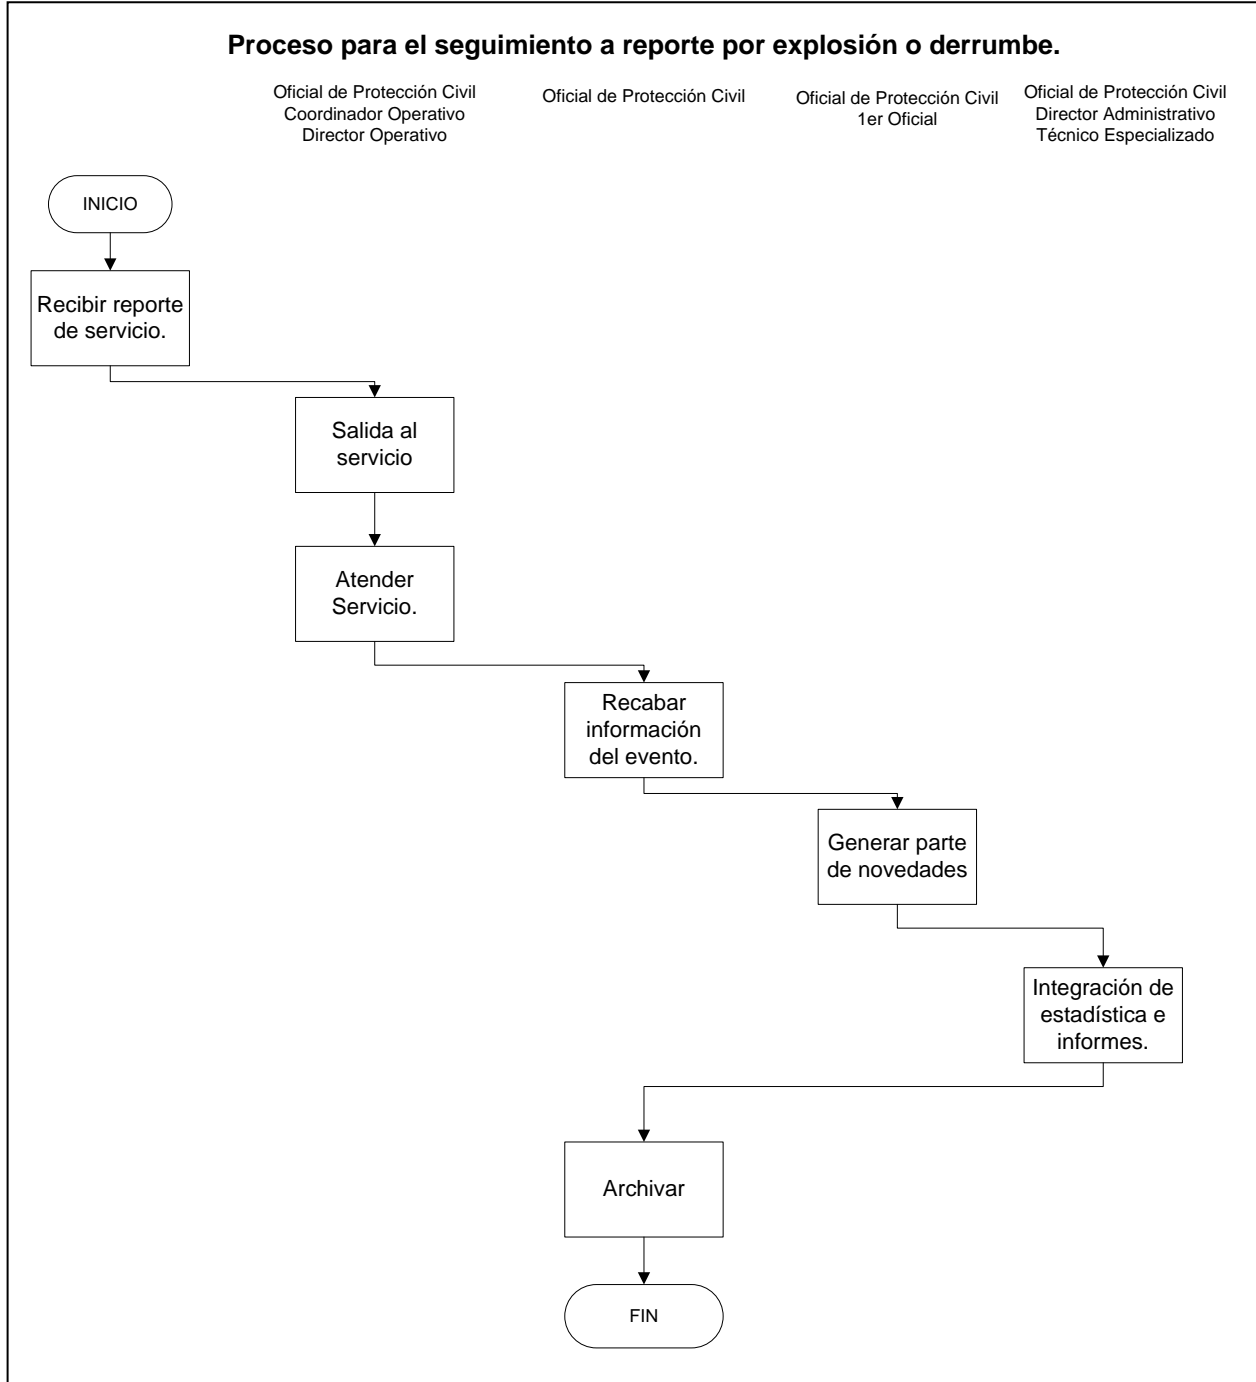 Proceso para el seguimiento a reporte por explosión o derrumbe.
Oficial de Protección Civil
Coordinador Operativo
Director Operativo
Oficial de Protección Civil
Oficial de Protección Civil
1er Oficial
Oficial de Protección Civil
Director Administrativo
Técnico Especializado
INICIO
Recibir reporte
de servicio.
Salida al
servicio
Atender
Servicio.
Recabar
información
del evento.
Generar parte
de novedades
Integración de
estadística e
informes.
Archivar
FIN